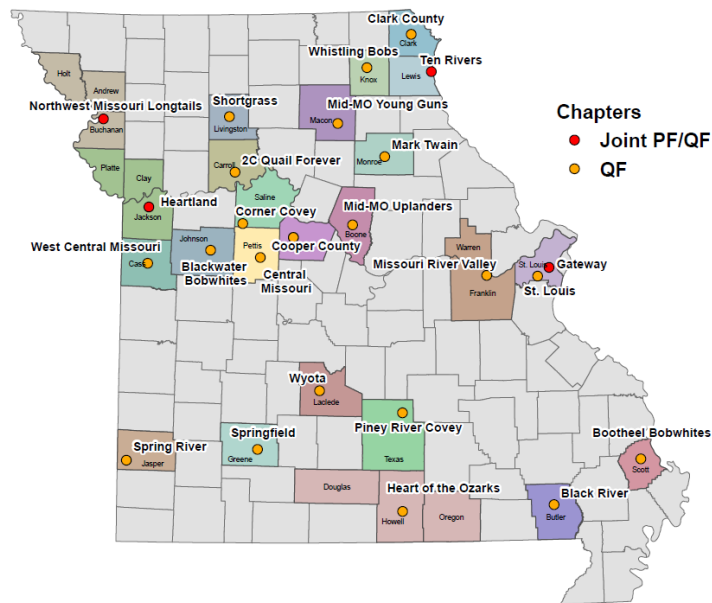 Clark County
Clark
Whistling Bobs
Ten Rivers
Knox
Lewis
Holt
Andrew
Northwest Missouri Longtails
Buchanan
Shortgrass
Livingston
Mid-MO Young Guns
Macon
Chapters
Joint PF/QF
QF
Mark Twain
Monroe
2C Quail Forever
Carroll
Platte
Clay
Heartland
Jackson
Saline
Corner Covey
Mid-MO Uplanders
Boone
West Central Missouri
Cass
Johnson
Blackwater
Bobwhites
Pettis
Central
Missouri
Cooper County
Warren
Missouri River Valley
Franklin
St. Louis
Gateway
St. Louis
Wyota
Laclede
Piney River Covey
Texas
Springfield
Greene
Spring River
Jasper
Bootheel Bobwhites
Scott
Douglas
Heart of the Ozarks
Howell
Oregon
Black River
Butler